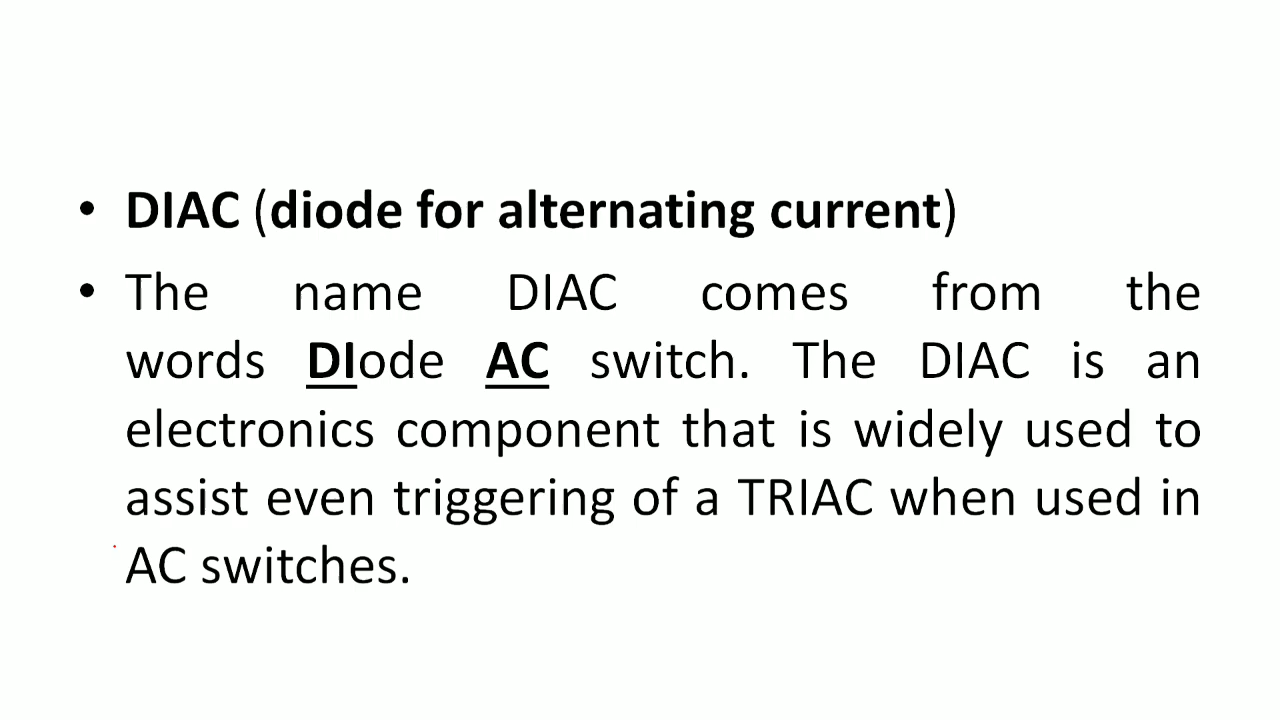 • DIAC (diode for alternating current)
• The name DIAC comes from the
words DIode AC switch. The DIAC is an
electronics component that is widely used to
assist even triggering of a TRIAC when used in
AC switches.